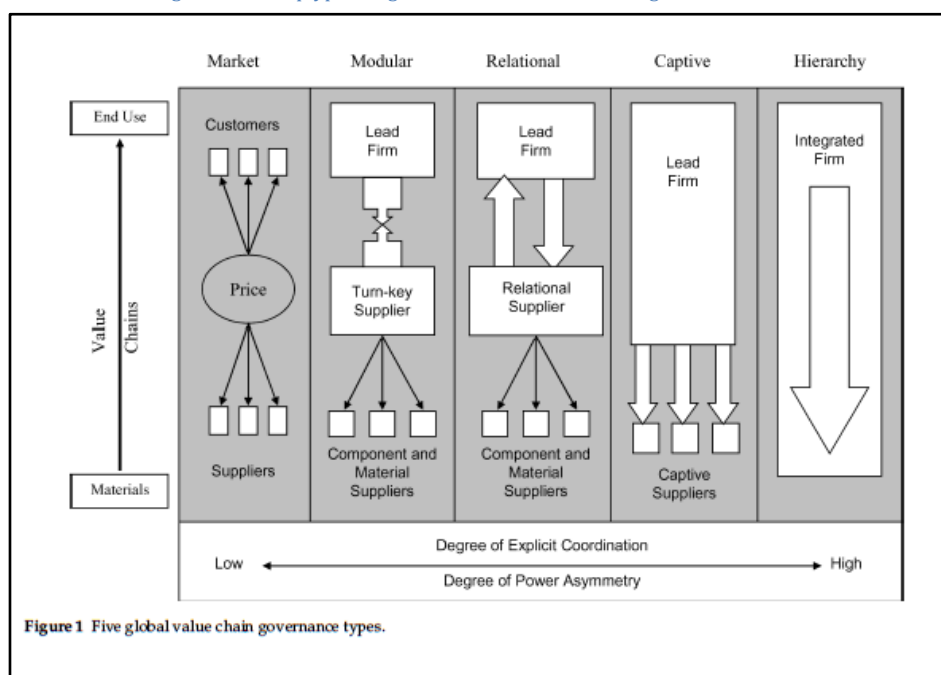 Market Modular Relational Captive Hierarchy
End Use
Value
Chains
Materials
Customers
Price
Suppliers
Lead
Firm
Turn-key
Supplier
Component and
Material
Suppliers
Lead
Firm
Relational
Supplier
Component and
Material
Suppliers
Lead
Firm
Captive
Suppliers
Integrated
Firm
Degree of Explicit Coordination
Low High
Degree of Power Asymmetry
Figure 1 Five global value chain governance types.